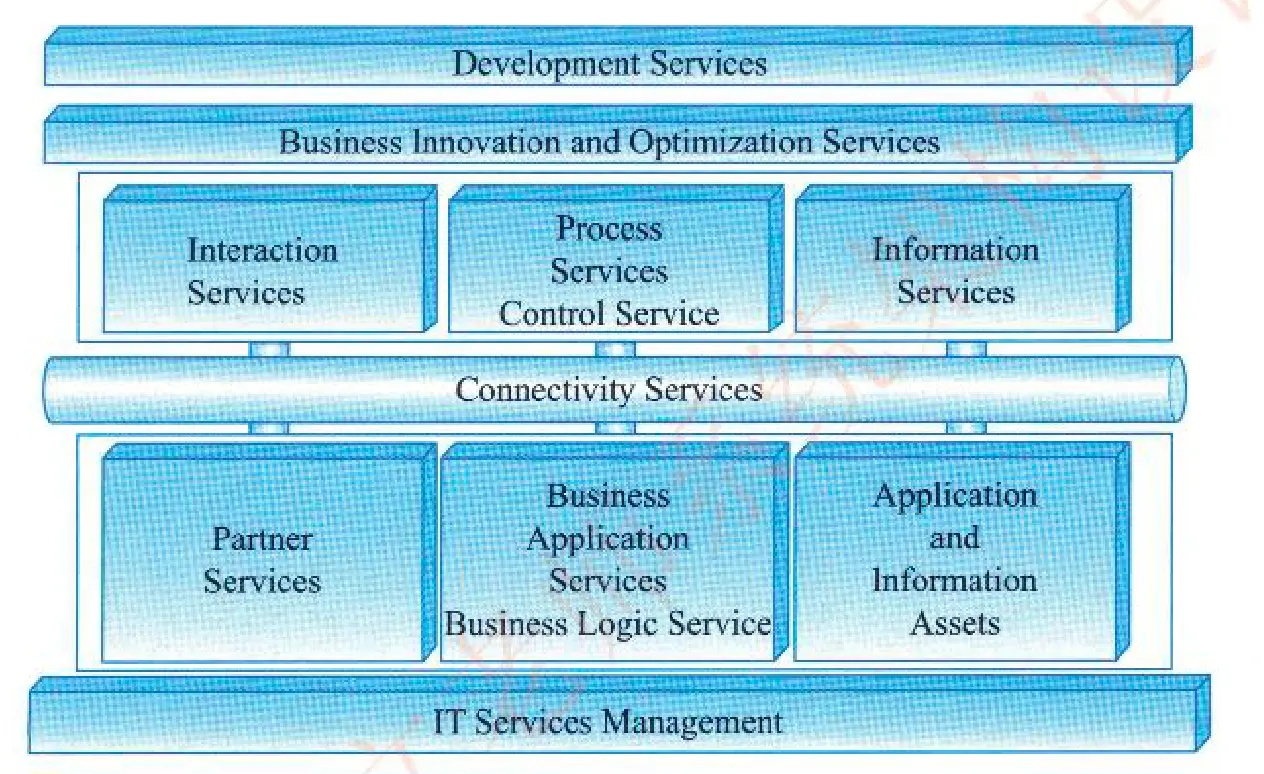 Development Services
Business Innovation and Optimization Services
Interaction
Services
Process
Services
Control Service
Information
Services
Connectivity Services
Partner
Services
Business
Application
Services
Business Logic Service
Application
and
Information
Assets
IT Services Management